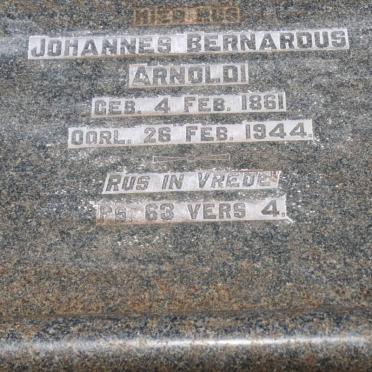 HIER RUS
JOHANNES BERNARDUS
ARNOLDI
GEB. 4 FEB. 1861
OORL. 26 FEB. 1944.
RUS IN VREDE
PS. 63 VERS 4.